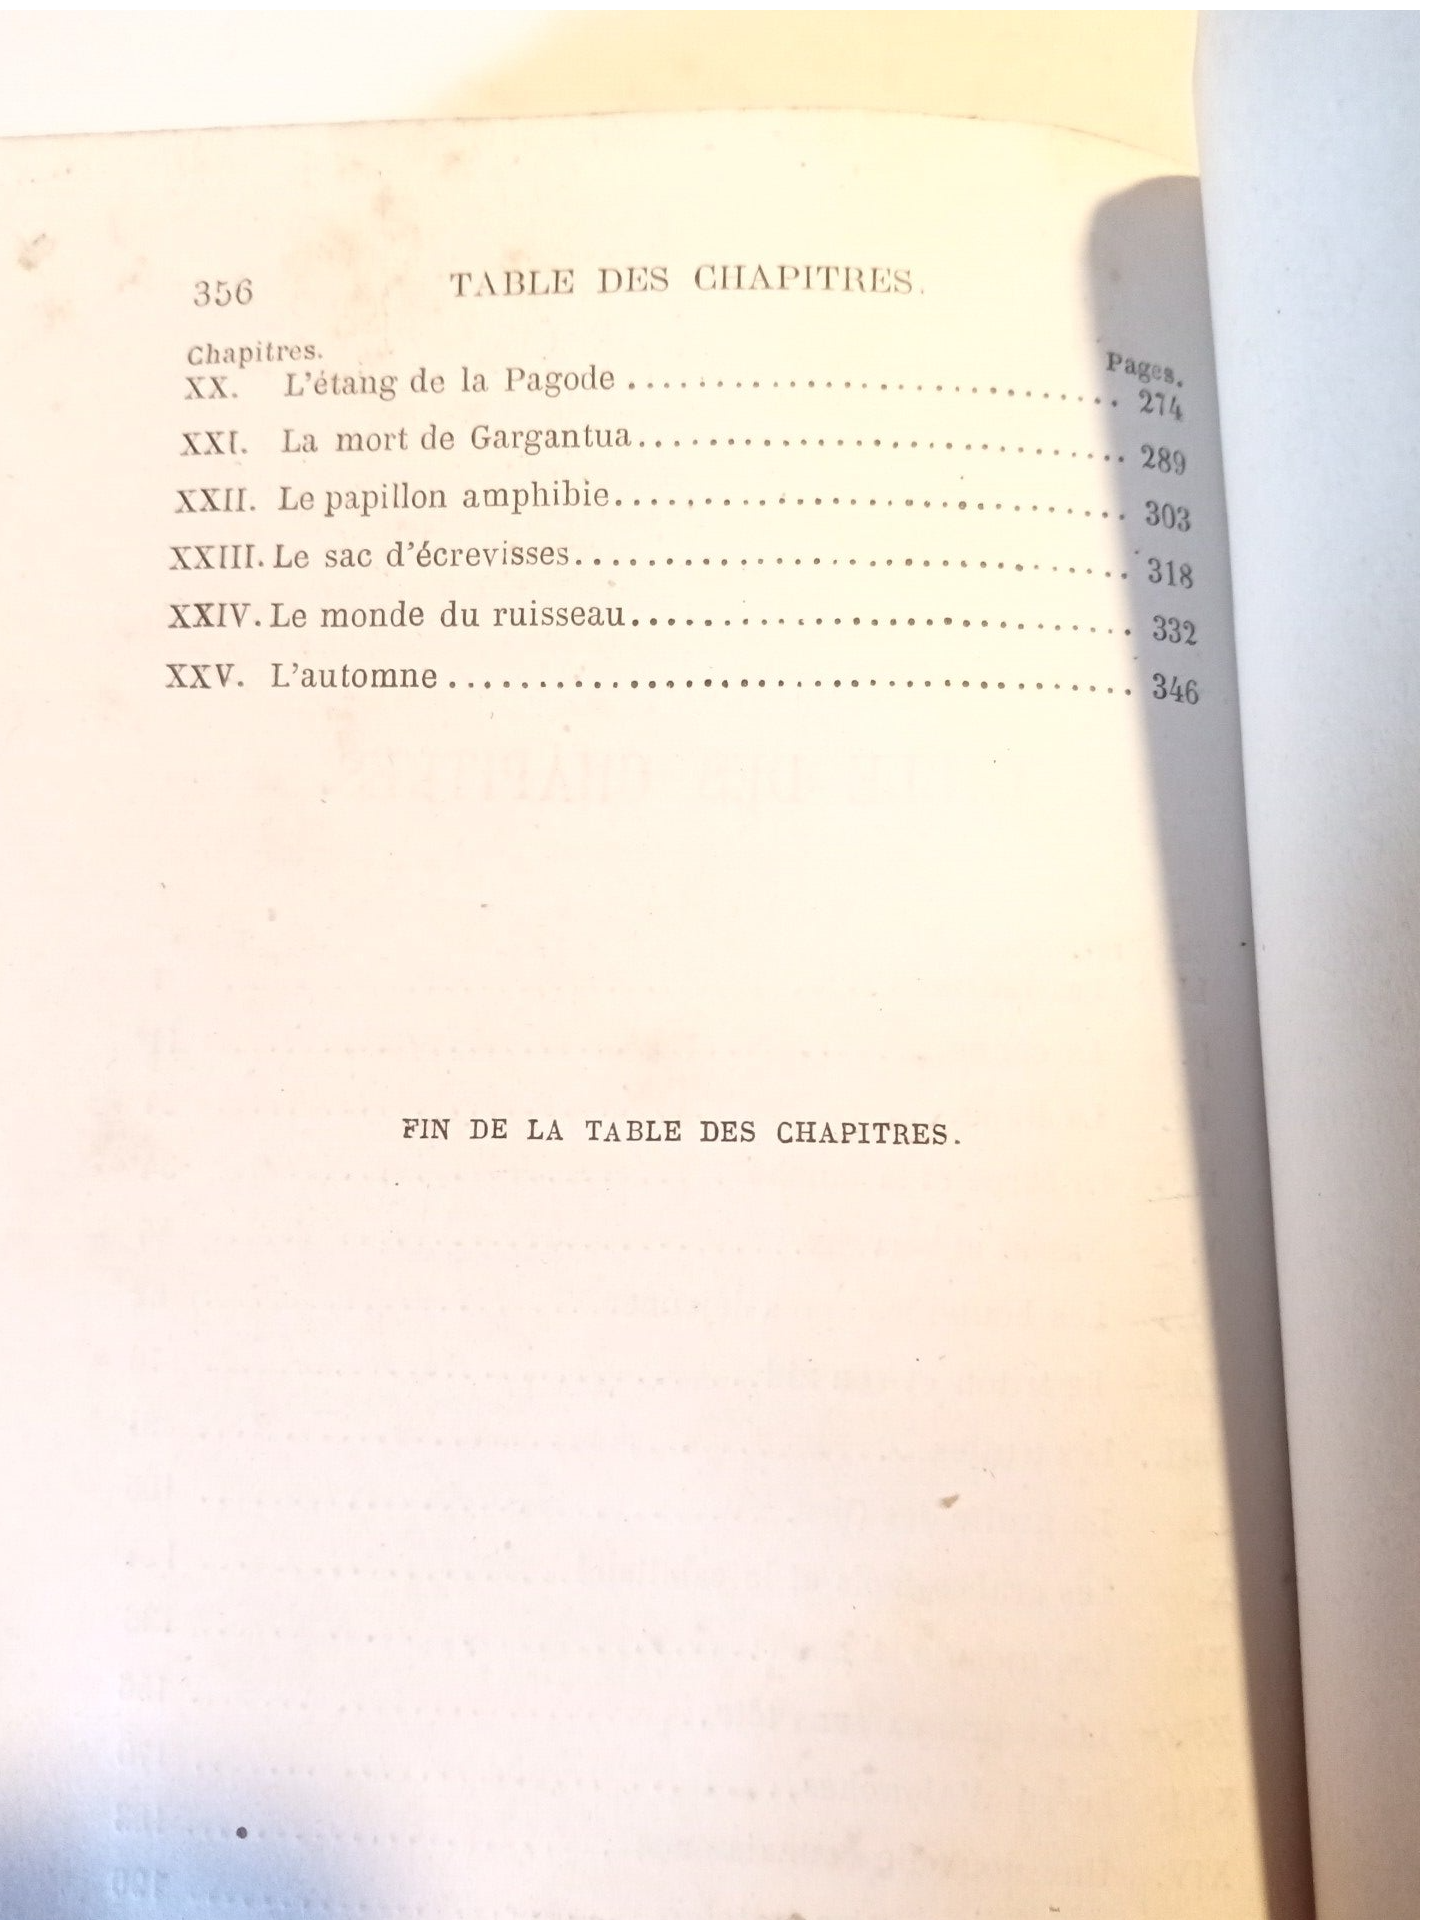 356 TABLE DES CHAPITRES.
Chapitres. Pages.
XX. L'étang de la Pagode ........................... 274
XXI. La mort de Gargantua........................... 289
XXII. Le papillon amphibie............................ 303
XXIII. Le sac d'écrevisses............................... 318
XXIV. Le monde du ruisseau............................ 332
XXV. L'automne ...................................... 346
FIN DE LA TABLE DES CHAPITRES.